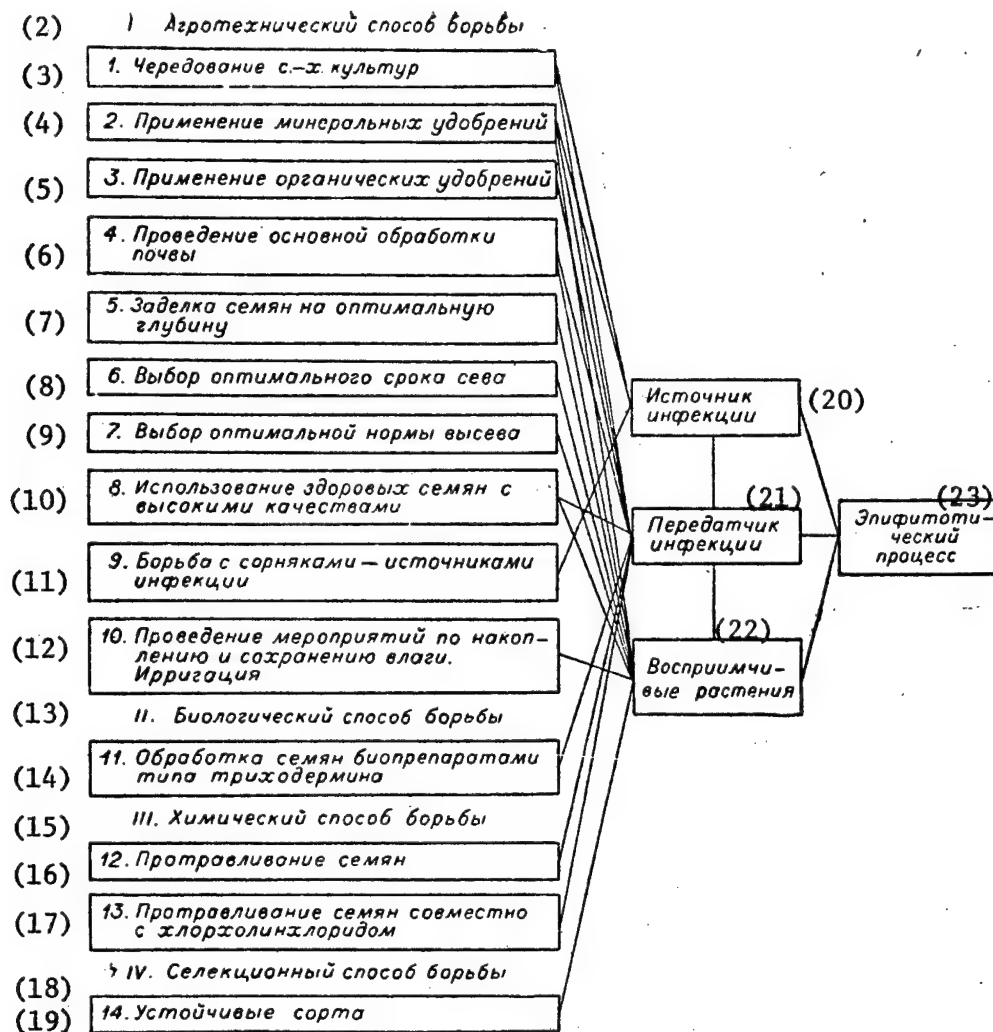 (2) I Агротехнический способ борьбы
(3) 1. Чередование с.-х. культур
(4) 2. Применение минеральных удобрений
(5) 3. Применение органических удобрений
(6) 4. Проведение основной обработки
почвы
(7) 5. Заделка семян на оптимальную
глубину
(8) 6. Выбор оптимального срока сева
(9) 7. Выбор оптимальной нормы высева
(10) 8. Использование здоровых семян с
высокими качествами
(11) 9. Борьба с сорняками — источниками
инфекции
(12) 10. Проведение мероприятий по накоп-
лению и сохранению влаги.
Ирригация
(13) II. Биологический способ борьбы
(14) 11. Обработка семян биопрепаратами
типа триходермина
(15) III. Химический способ борьбы
(16) 12. Протравливание семян
(17) 13. Протравливание семян совместно
с хлорхолинхлоридом
(18) IV. Селекционный способ борьбы
(19) 14. Устойчивые сорта
Источник (20)
инфекции
(21)
Передатчик
инфекции
(22)
Восприимчи-
вые растения
(23)
Эпифитоти-
ческий
процесс